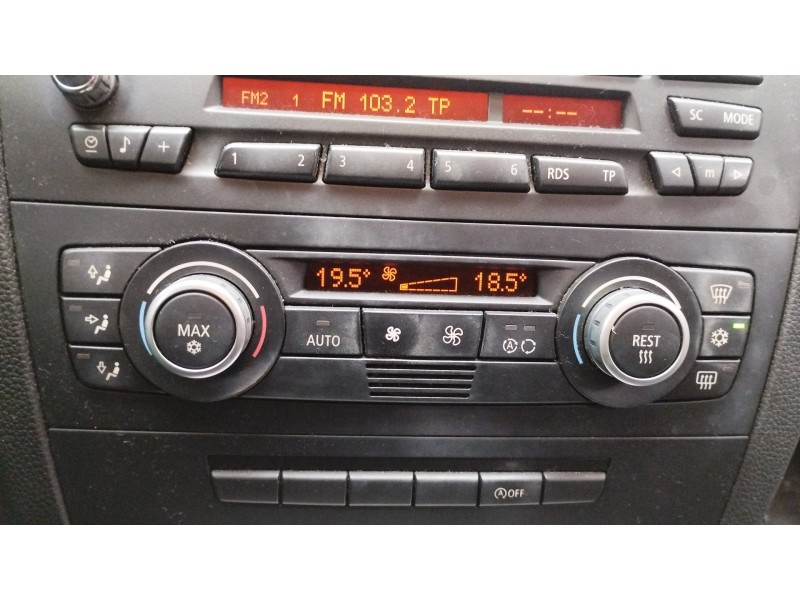 FM2 1 FM 103.2 TP --:--
SC MODE
+
1 2 3 4 5 6 RDS TP
m
19.5° 18.5°
MAX
AUTO
A
REST
A OFF